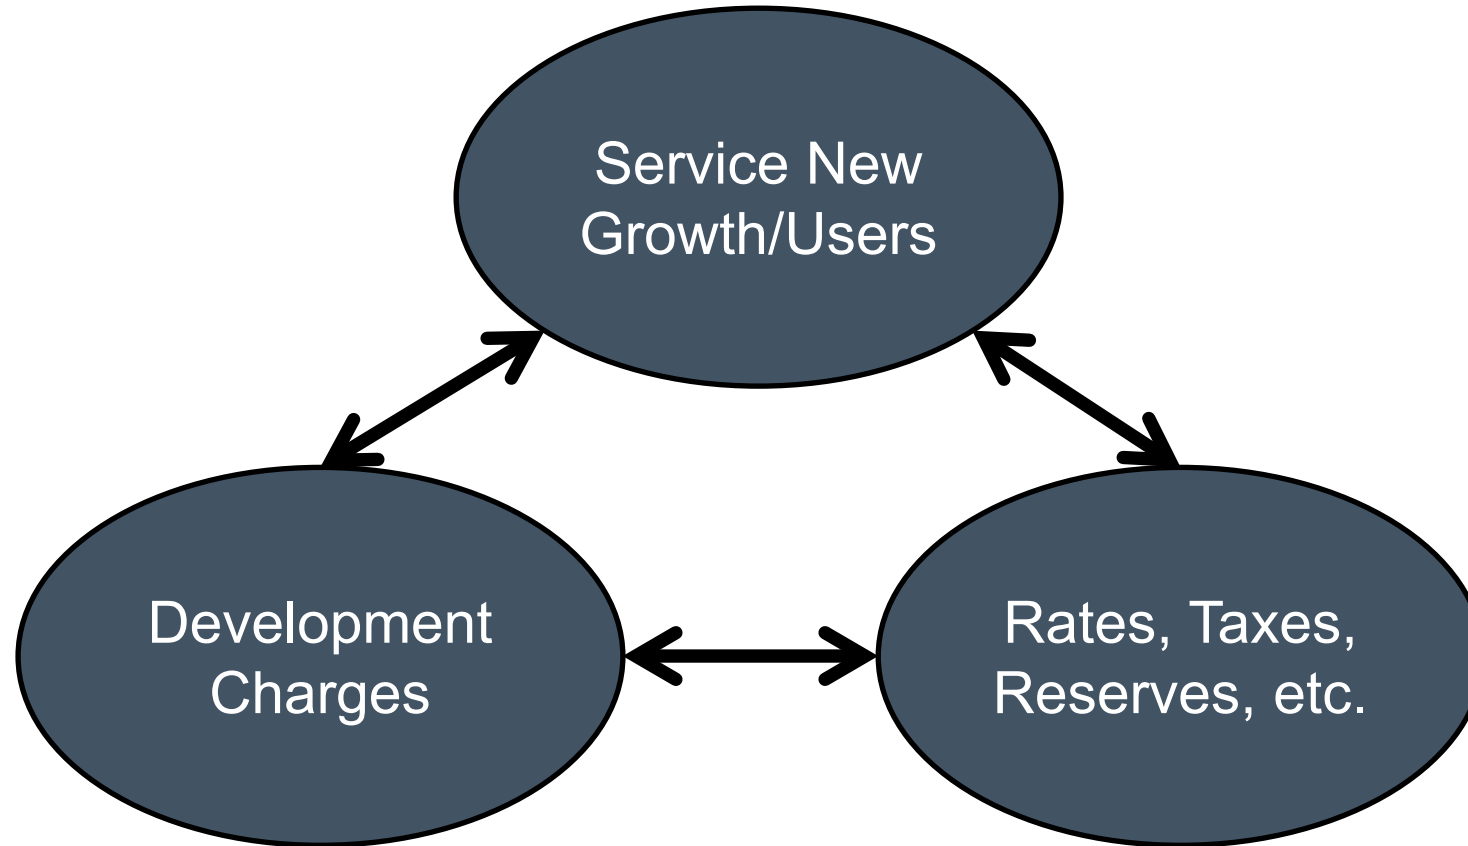 Service New
Growth/Users
Development
Charges
Rates, Taxes,
Reserves, etc.